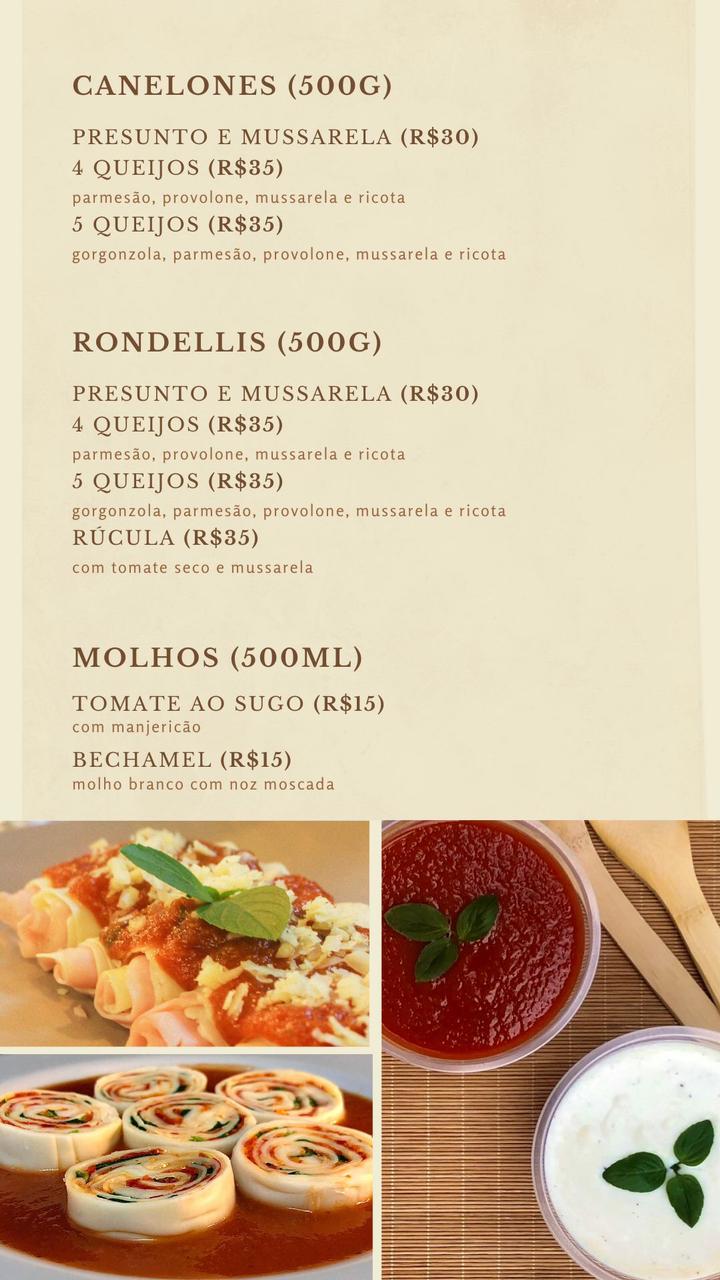 CANELONES (500G)
PRESUNTO E MUSSARELA (R$30)
4 QUEIJOS (R$35)
parmesão, provolone, mussarela e ricota
5 QUEIJOS (R$35)
gorgonzola, parmesão, provolone, mussarela e ricota
RONDELLIS (500G)
PRESUNTO E MUSSARELA (R$30)
4 QUEIJOS (R$35)
parmesão, provolone, mussarela e ricota
5 QUEIJOS (R$35)
gorgonzola, parmesão, provolone, mussarela e ricota
RÚCULA (R$35)
com tomate seco e mussarela
MOLHOS (500ML)
TOMATE AO SUGO (R$15)
com manjericão
BECHAMEL (R$15)
molho branco com noz moscada